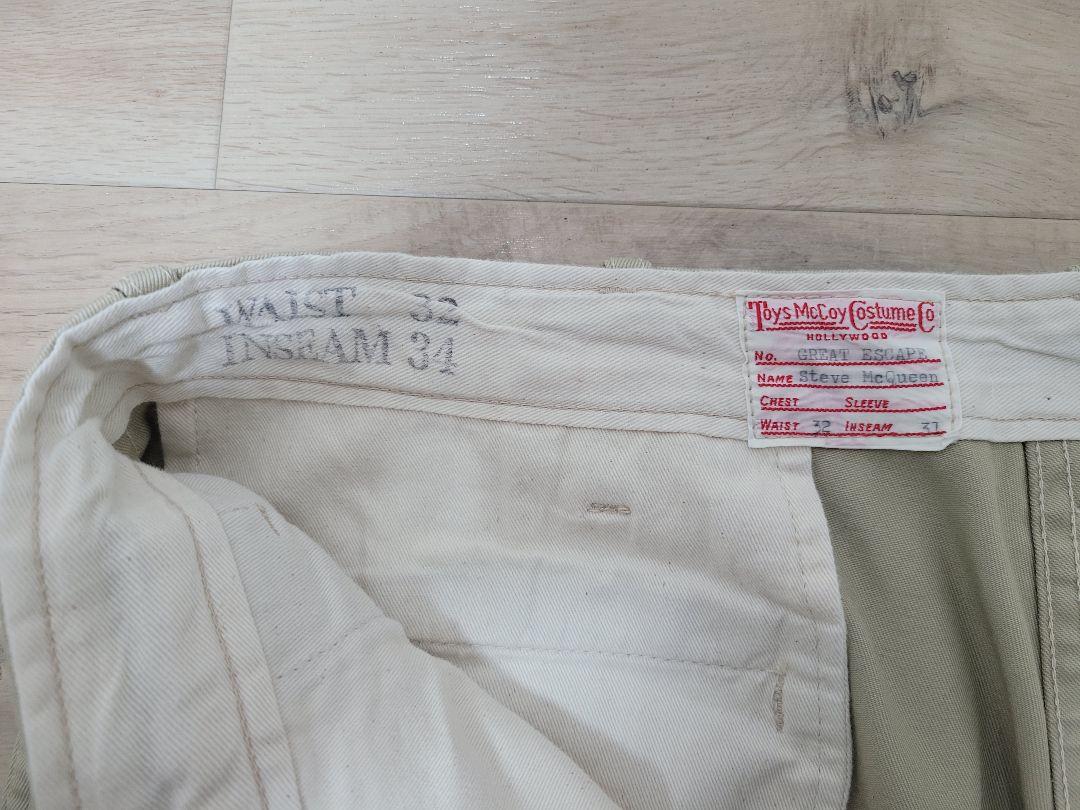 WAIST 32
INSEAM 34
Toys McCoy Costume Co
HOLLYWOOD
No. GREAT ESCAPE
NAME Steve McQueen
CHEST SLEEVE
WAIST 32 INSEAM 31